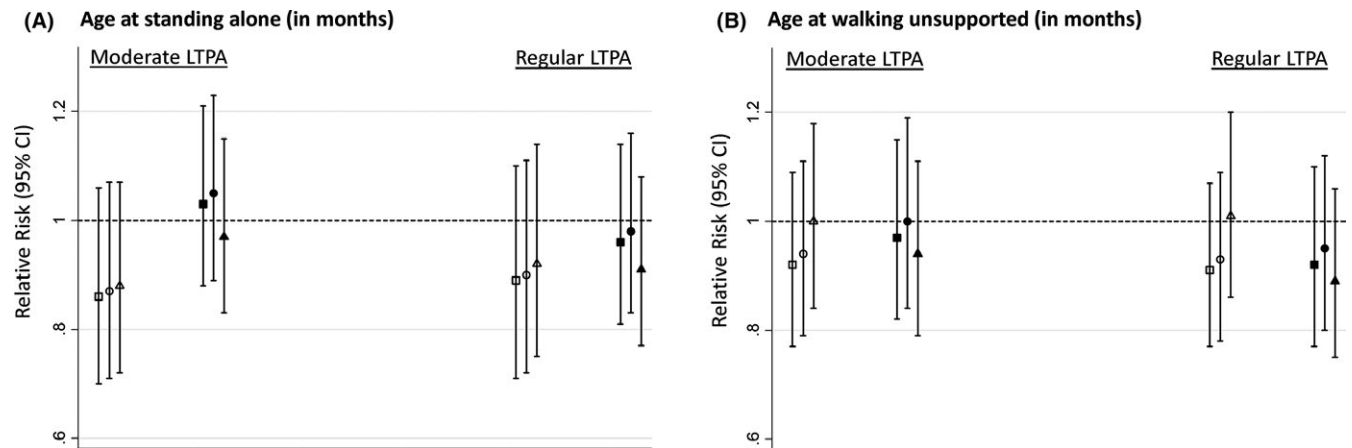 (A) Age at standing alone (in months)
Moderate LTPA
Regular LTPA
Relative Risk (95% CI)
1.2
1
.8
.6
(B) Age at walking unsupported (in months)
Moderate LTPA
Regular LTPA
Relative Risk (95% CI)
1.2
1
.8
.6